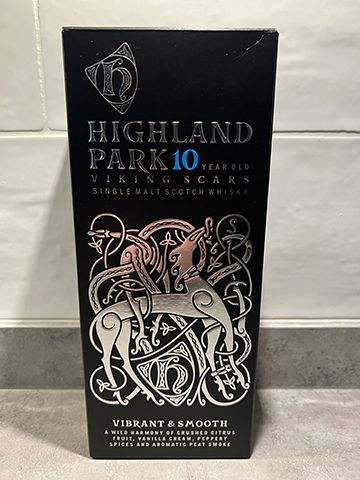 H
HIGHLAND
PARK 10 YEAR OLD
VIKING SCARS
SINGLE MALT SCOTCH WHISKY
H
VIBRANT & SMOOTH
A WILD HARMONY OF CRUSHED CITRUS
FRUIT, VANILLA CREAM, PEPPERY
SPICES AND AROMATIC PEAT SMOKE